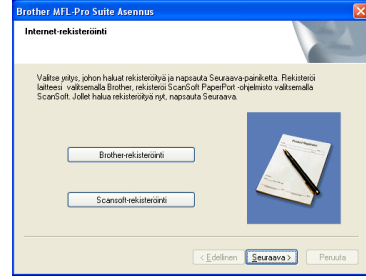 Brother MFL-Pro Suite Asennus
Internet-rekisteröinti
Valitse yritys, johon haluat rekisteröityä ja napsauta Seuraava-painiketta. Rekisteröi
laitteesi valitsemalla Brother, rekisteröi ScanSoft PaperPort -ohjelmisto valitsemalla
ScanSoft. Jollet halua rekisteröityä nyt, napsauta Seuraava.
Brother-rekisteröinti
Scansoft-rekisteröinti
Product Registration
< Edellinen
Seuraava >
Peruuta